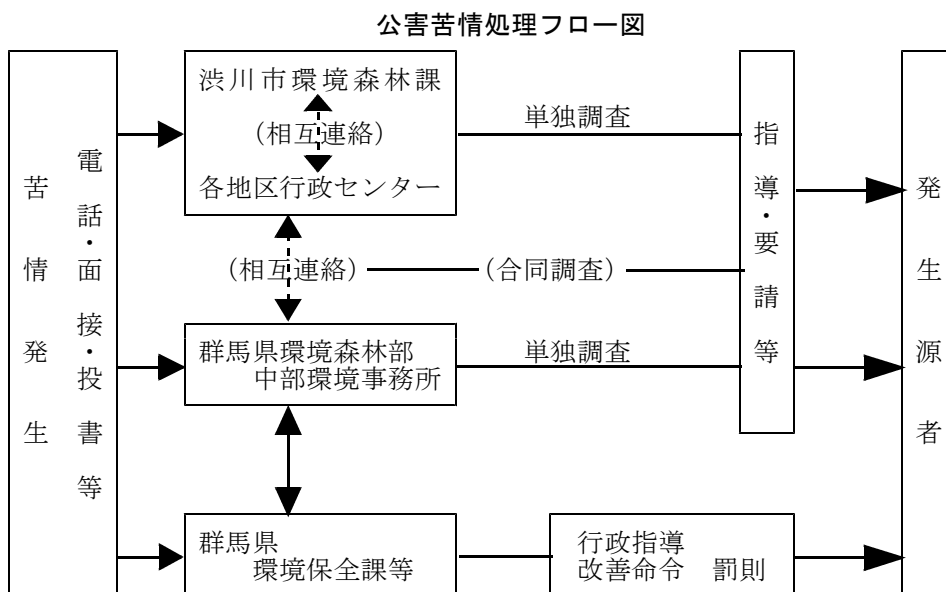 公害苦情処理フロー図
苦情発生
電話・面接・投書等
渋川市環境森林課
(相互連絡)
各地区行政センター
単独調査
(相互連絡)
(合同調査)
群馬県環境森林部
中部環境事務所
単独調査
指導・要請等
発生源者
群馬県
環境保全課等
行政指導
改善命令 罰則